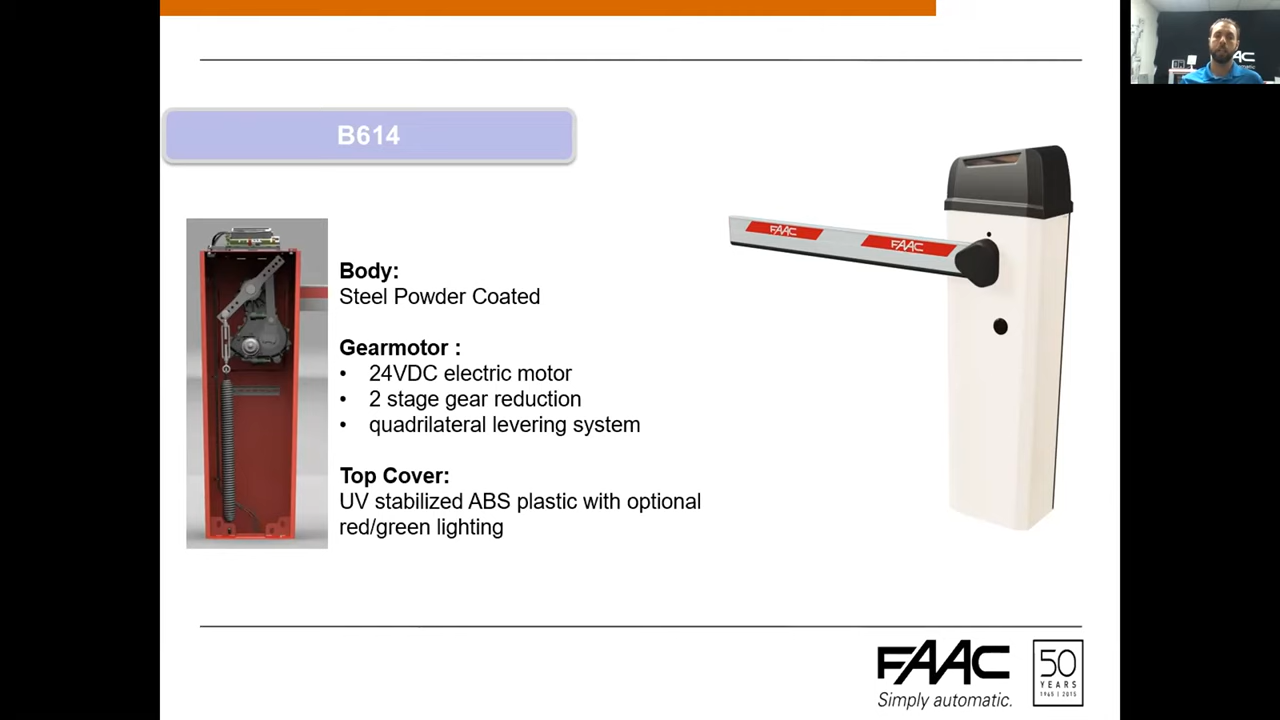 B614
FAAC
FAAC
Body:
Steel Powder Coated
Gearmotor :
• 24VDC electric motor
• 2 stage gear reduction
• quadrilateral levering system
Top Cover:
UV stabilized ABS plastic with optional
red/green lighting
FAAC
Simply automatic.
50
YEARS
1965 | 2015